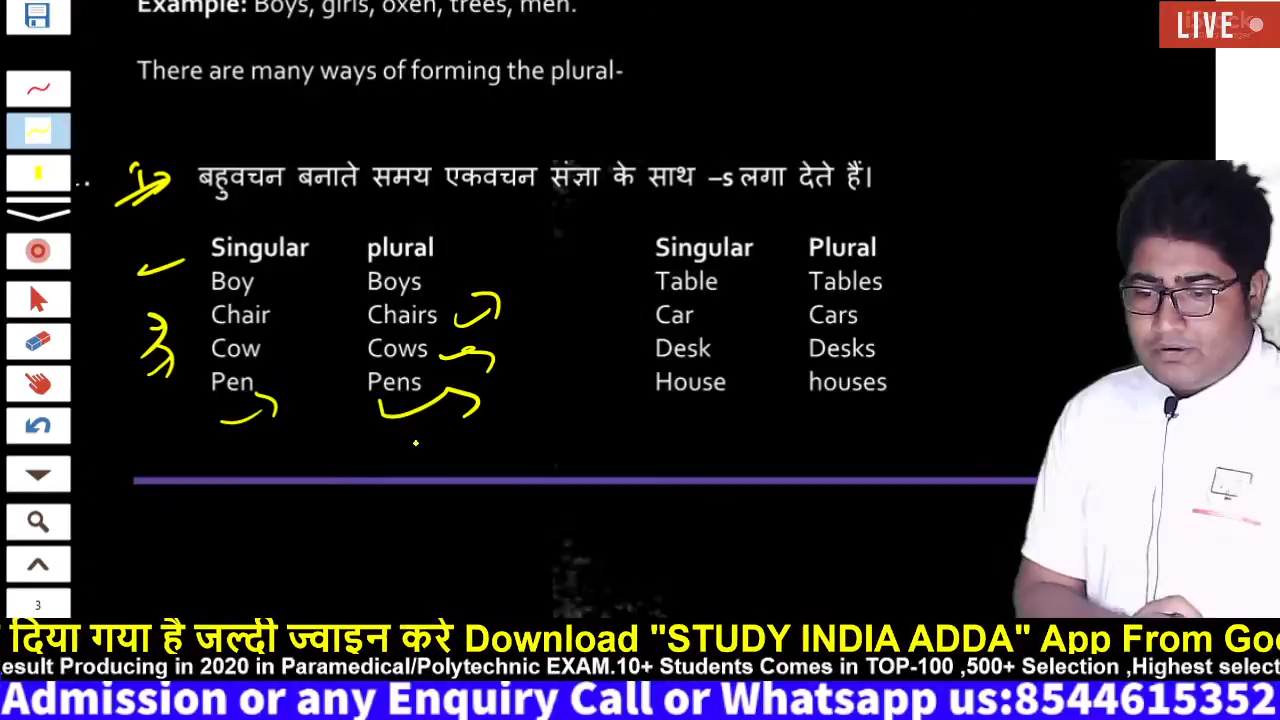 Example: Boys, girls, oxen, trees, men.
LIVE
There are many ways of forming the plural-
बहुवचन बनाते समय एकवचन संज्ञा के साथ –s लगा देते हैं।
Singular plural Singular Plural
Boy Boys Table Tables
Chair Chairs Car Cars
Cow Cows Desk Desks
Pen Pens House houses
3
दिया गया है जल्दी ज्वाइन करे Download "STUDY INDIA ADDA" App From Goo
esult Producing in 2020 in Paramedical/Polytechnic EXAM.10+ Students Comes in TOP-100 ,500+ Selection ,Highest select
Admission or any Enquiry Call or Whatsapp us:8544615352